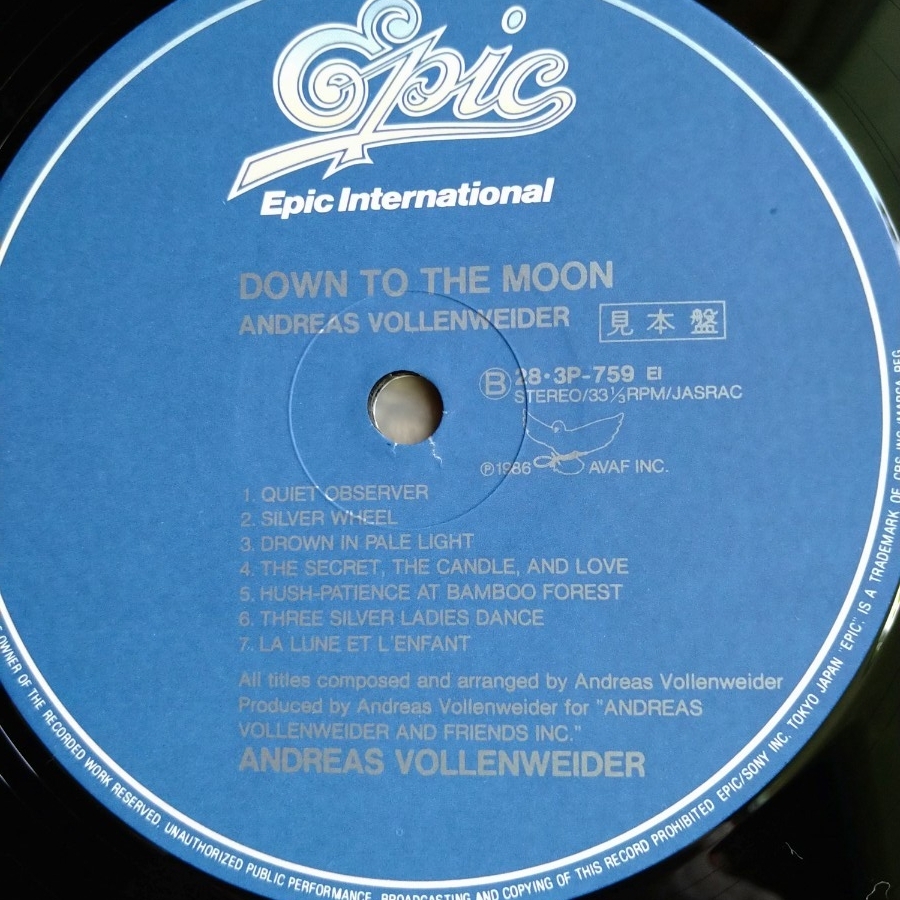 Epic
Epic International
DOWN TO THE MOON
ANDREAS VOLLENWEIDER 見本盤
B 28・3P-759 EI
STEREO/33⅓RPM/JASRAC
Ⓟ1986 AVAF INC.
1. QUIET OBSERVER
2. SILVER WHEEL
3. DROWN IN PALE LIGHT
4. THE SECRET, THE CANDLE, AND LOVE
5. HUSH-PATIENCE AT BAMBOO FOREST
6. THREE SILVER LADIES DANCE
7. LA LUNE ET L'ENFANT
All titles composed and arranged by Andreas Vollenweider
Produced by Andreas Vollenweider for "ANDREAS
VOLLENWEIDER AND FRIENDS INC."
ANDREAS VOLLENWEIDER
OWNER OF THE RECORDED WORK RESERVED. UNAUTHORIZED PUBLIC PERFORMANCE, BROADCASTING AND COPYING OF THIS RECORD PROHIBITED EPIC/SONY INC. TOKYO JAPAN "EPIC" IS A TRADEMARK OF CBS INC./MARCA REG.